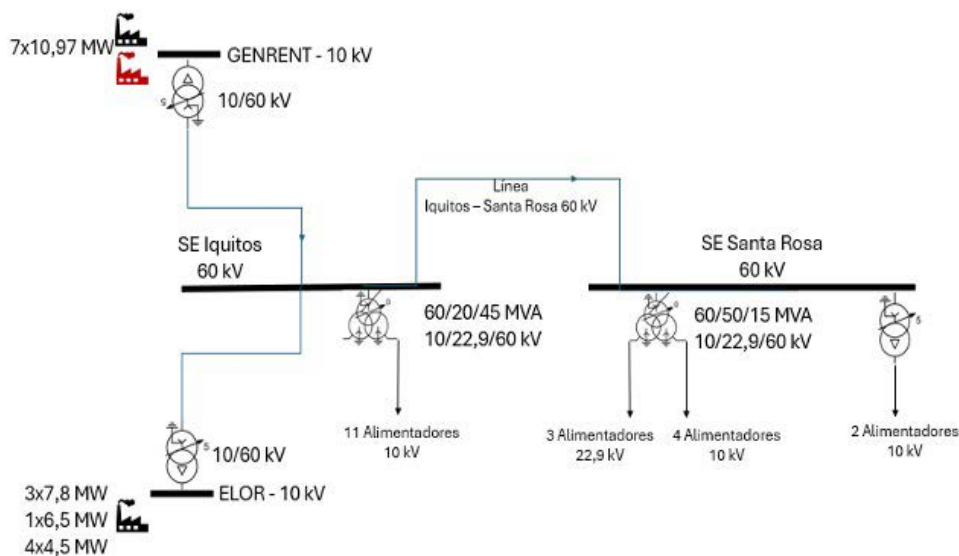 7x10,97 MW
GENRENT - 10 kV
10/60 kV
Línea
Iquitos – Santa Rosa 60 kV
SE Iquitos
60 kV
SE Santa Rosa
60 kV
60/20/45 MVA
10/22,9/60 kV
60/50/15 MVA
10/22,9/60 kV
11 Alimentadores
10 kV
3 Alimentadores
22,9 kV
4 Alimentadores
10 kV
2 Alimentadores
10 kV
10/60 kV
3x7,8 MW
1x6,5 MW
4x4,5 MW
ELOR - 10 kV